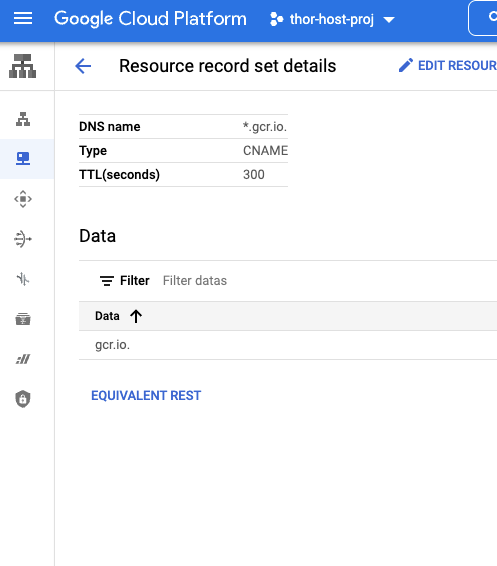 Google Cloud Platform
thor-host-proj
Resource record set details
EDIT RESOUR
DNS name *.gcr.io.
Type CNAME
TTL(seconds) 300
Data
Filter Filter datas
Data
gcr.io.
EQUIVALENT REST